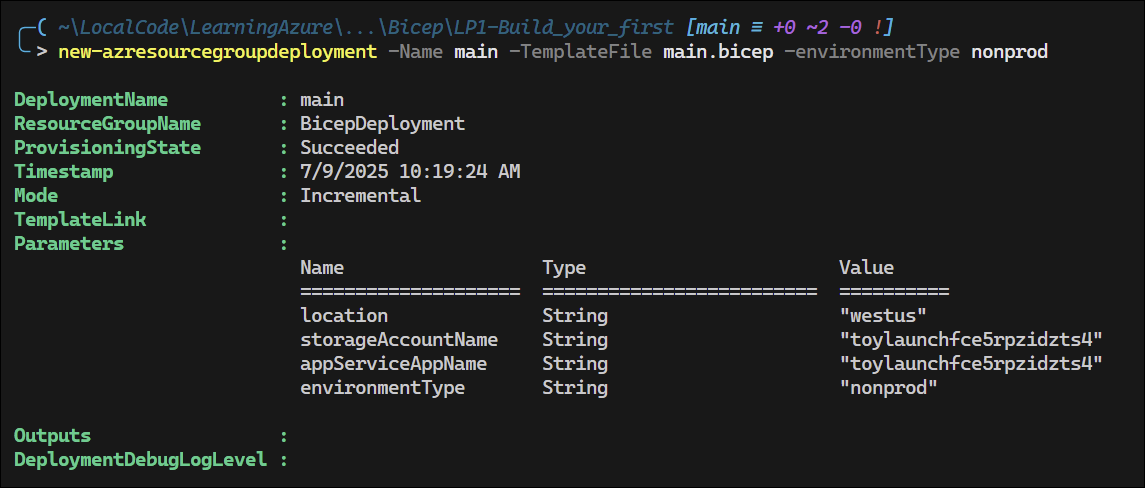 ~\LocalCode\LearningAzure\...\Bicep\LP1-Build_your_first [main ≡ +0 ~2 -0 !]
> new-azresourcegroupdeployment -Name main -TemplateFile main.bicep -environmentType nonprod
DeploymentName : main
ResourceGroupName : BicepDeployment
ProvisioningState : Succeeded
Timestamp : 7/9/2025 10:19:24 AM
Mode : Incremental
TemplateLink :
Parameters :
Name Type Value
==================== ========================= ==========
location String "westus"
storageAccountName String "toylaunchfce5rpzidzts4"
appServiceAppName String "toylaunchfce5rpzidzts4"
environmentType String "nonprod"
Outputs :
DeploymentDebugLogLevel :